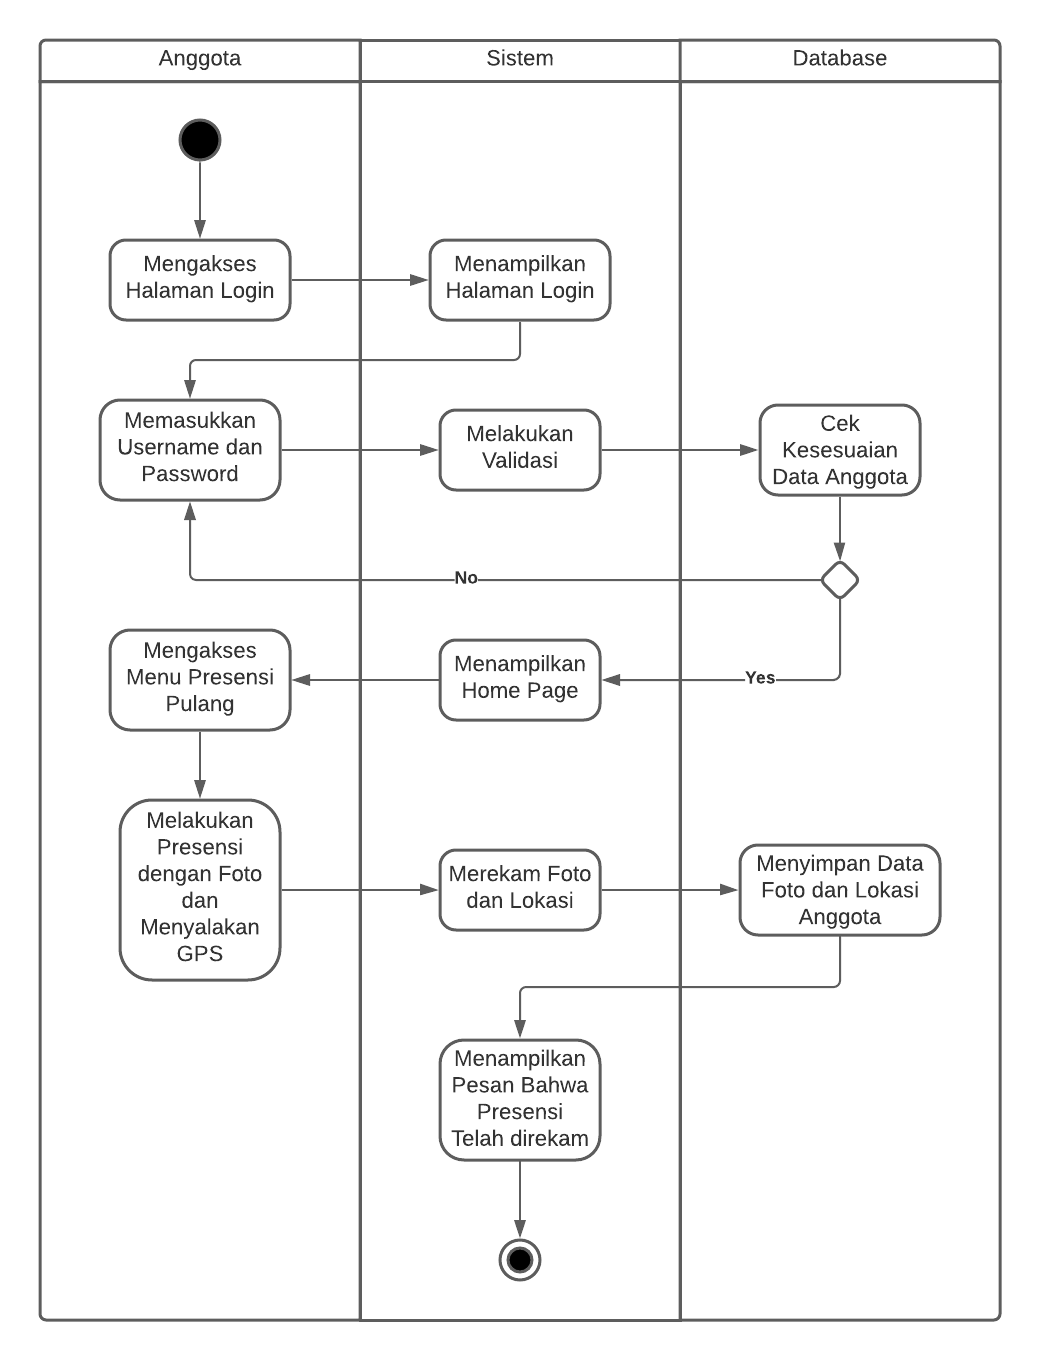 Anggota
Sistem
Database
Mengakses
Halaman Login
Menampilkan
Halaman Login
Memasukkan
Username dan
Password
Melakukan
Validasi
Cek
Kesesuaian
Data Anggota
No
Yes
Menampilkan
Home Page
Mengakses
Menu Presensi
Pulang
Melakukan
Presensi
dengan Foto
dan
Menyalakan
GPS
Merekam Foto
dan Lokasi
Menyimpan Data
Foto dan Lokasi
Anggota
Menampilkan
Pesan Bahwa
Presensi
Telah direkam